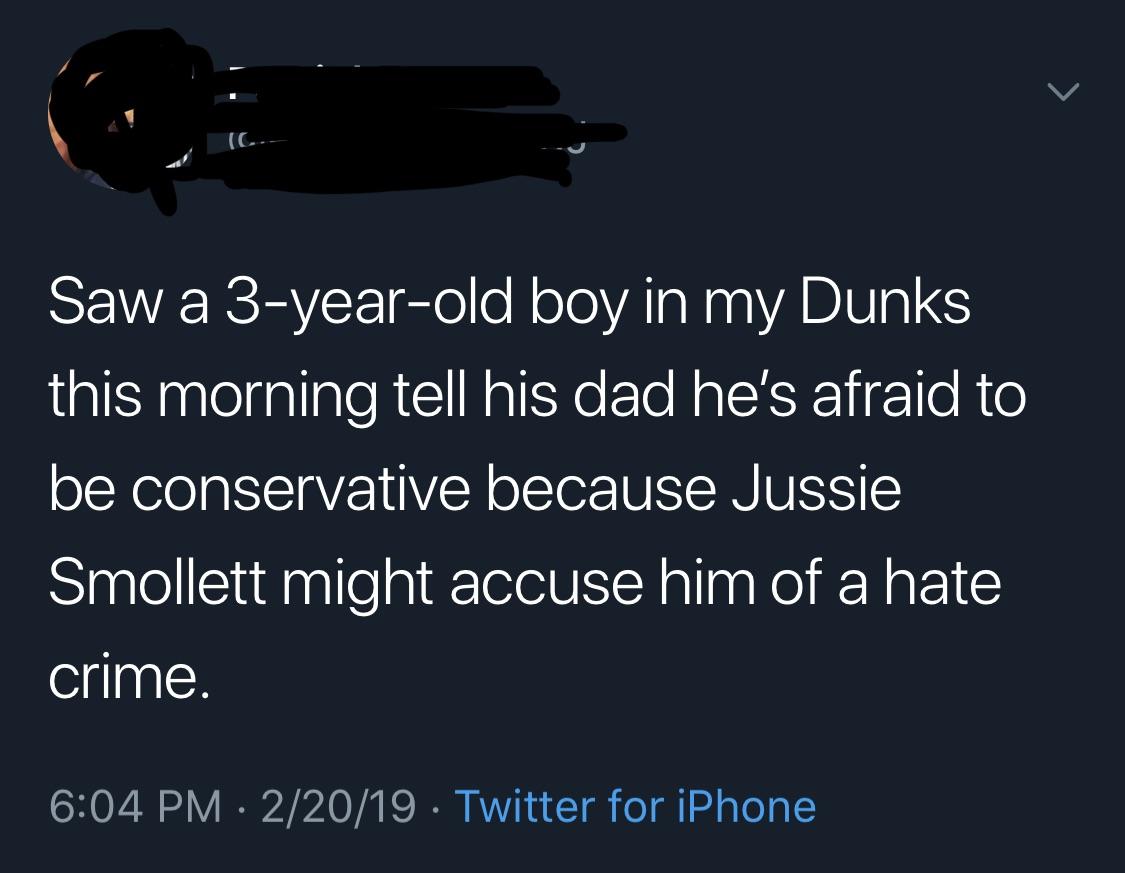 Saw a 3-year-old boy in my Dunks
this morning tell his dad he's afraid to
be conservative because Jussie
Smollett might accuse him of a hate
crime.
6:04 PM · 2/20/19 · Twitter for iPhone